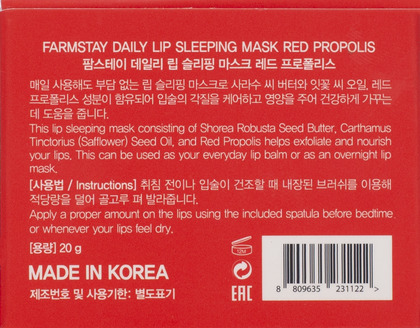 FARMSTAY DAILY LIP SLEEPING MASK RED PROPOLIS
팜스테이 데일리 립 슬리핑 마스크 레드 프로폴리스
매일 사용해도 부담 없는 립 슬리핑 마스크로 사라수 씨 버터와 잇꽃 씨 오일, 레드
프로폴리스 성분이 함유되어 입술의 각질을 케어하고 영양을 주어 건강하게 가꾸는
데 도움을 줍니다.
This lip sleeping mask consisting of Shorea Robusta Seed Butter, Carthamus
Tinctorius (Safflower) Seed Oil, and Red Propolis helps exfoliate and nourish
your lips. This can be used as your everyday lip balm or as an overnight lip
mask.
[사용법 / Instructions] 취침 전이나 입술이 건조할 때 내장된 브러쉬를 이용해
적당량을 덜어 골고루 펴 발라줍니다.
Apply a proper amount on the lips using the included spatula before bedtime
or whenever your lips feel dry.
[용량] 20 g
MADE IN KOREA
제조번호 및 사용기한: 별도표기
EAC
8 809635 231122 >